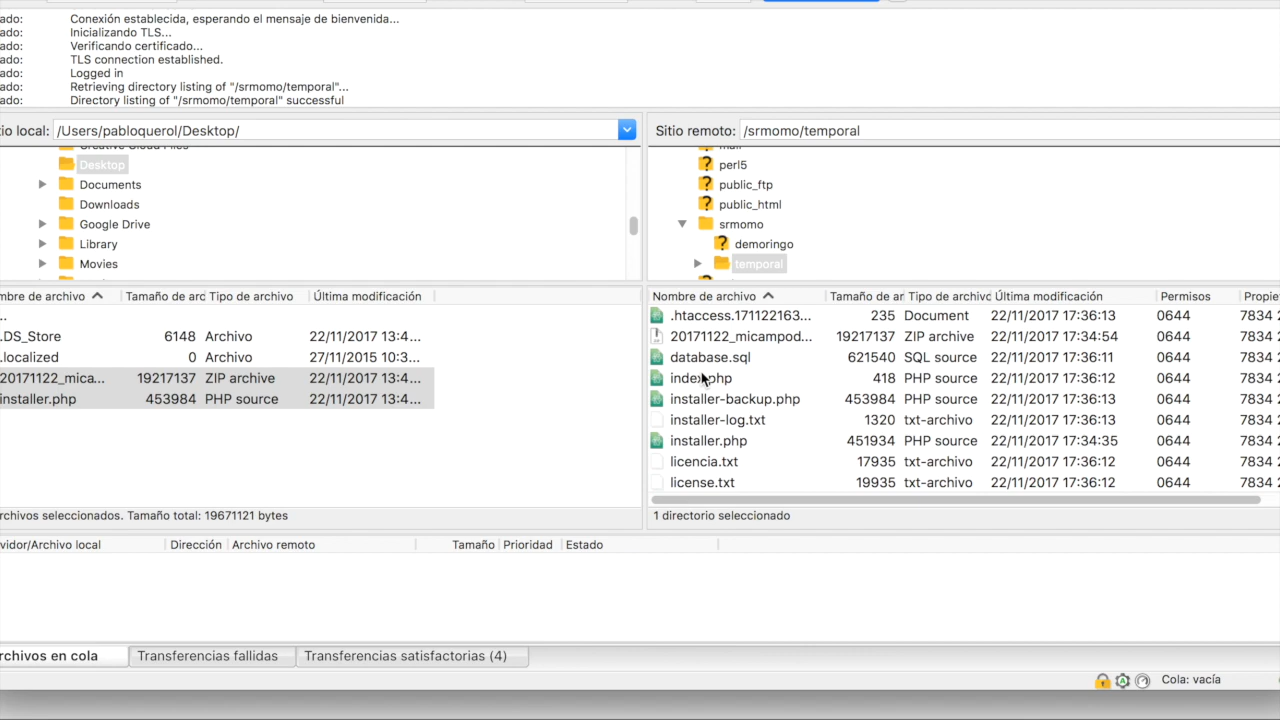 ado: Conexión establecida, esperando el mensaje de bienvenida...
ado: Inicializando TLS...
ado: Verificando certificado...
ado: TLS connection established.
ado: Logged in
ado: Retrieving directory listing of "/srmomo/temporal"...
ado: Directory listing of "/srmomo/temporal" successful
io local: /Users/pabloquerol/Desktop/
Creative Cloud Files
Desktop
Documents
Downloads
Google Drive
Library
Movies
Sitio remoto: /srmomo/temporal
mail
perl5
public_ftp
public_html
srmomo
demoringo
temporal
mbre de archivo Tamaño de arc Tipo de archivo Última modificación
..
.DS_Store 6148 Archivo 22/11/2017 13:4...
.localized 0 Archivo 27/11/2015 10:3...
20171122_mica... 19217137 ZIP archive 22/11/2017 13:4...
installer.php 453984 PHP source 22/11/2017 13:4...
rchivos seleccionados. Tamaño total: 19671121 bytes
Nombre de archivo Tamaño de ar Tipo de archivo Última modificación Permisos Propie
.htaccess.171122163... 235 Document 22/11/2017 17:36:13 0644 7834 2
20171122_micampod... 19217137 ZIP archive 22/11/2017 17:34:54 0644 7834 2
database.sql 621540 SQL source 22/11/2017 17:36:11 0644 7834 2
index.php 418 PHP source 22/11/2017 17:36:12 0644 7834 2
installer-backup.php 453984 PHP source 22/11/2017 17:36:13 0644 7834 2
installer-log.txt 1320 txt-archivo 22/11/2017 17:36:13 0644 7834 2
installer.php 451934 PHP source 22/11/2017 17:34:35 0644 7834 2
licencia.txt 17935 txt-archivo 22/11/2017 17:36:12 0644 7834 2
license.txt 19935 txt-archivo 22/11/2017 17:36:12 0644 7834 2
1 directorio seleccionado
vidor/Archivo local Dirección Archivo remoto Tamaño Prioridad Estado
rchivos en cola Transferencias fallidas Transferencias satisfactorias (4)
Cola: vacía